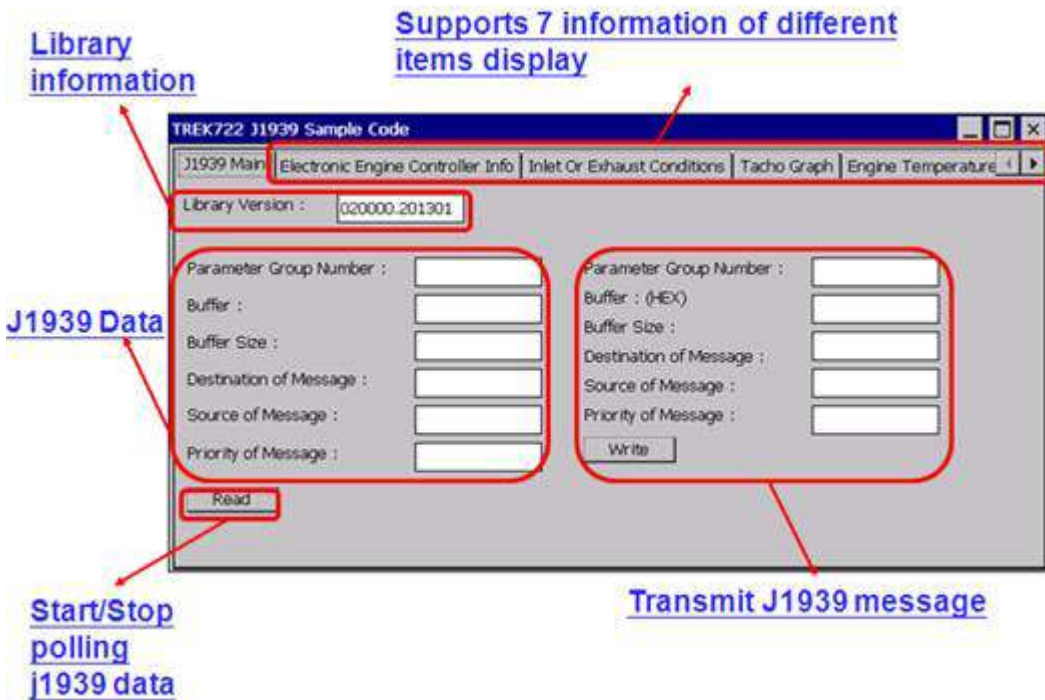 Supports 7 information of different
items display
Library
information
TREK722 J1939 Sample Code
J1939 Main
Electronic Engine Controller Info
Inlet Or Exhaust Conditions
Tacho Graph
Engine Temperature
Library Version :
020000.201301
J1939 Data
Parameter Group Number :
Buffer :
Buffer Size :
Destination of Message :
Source of Message :
Priority of Message :
Read
Parameter Group Number :
Buffer : (HEX)
Buffer Size :
Destination of Message :
Source of Message :
Priority of Message :
Write
Start/Stop
polling
j1939 data
Transmit J1939 message